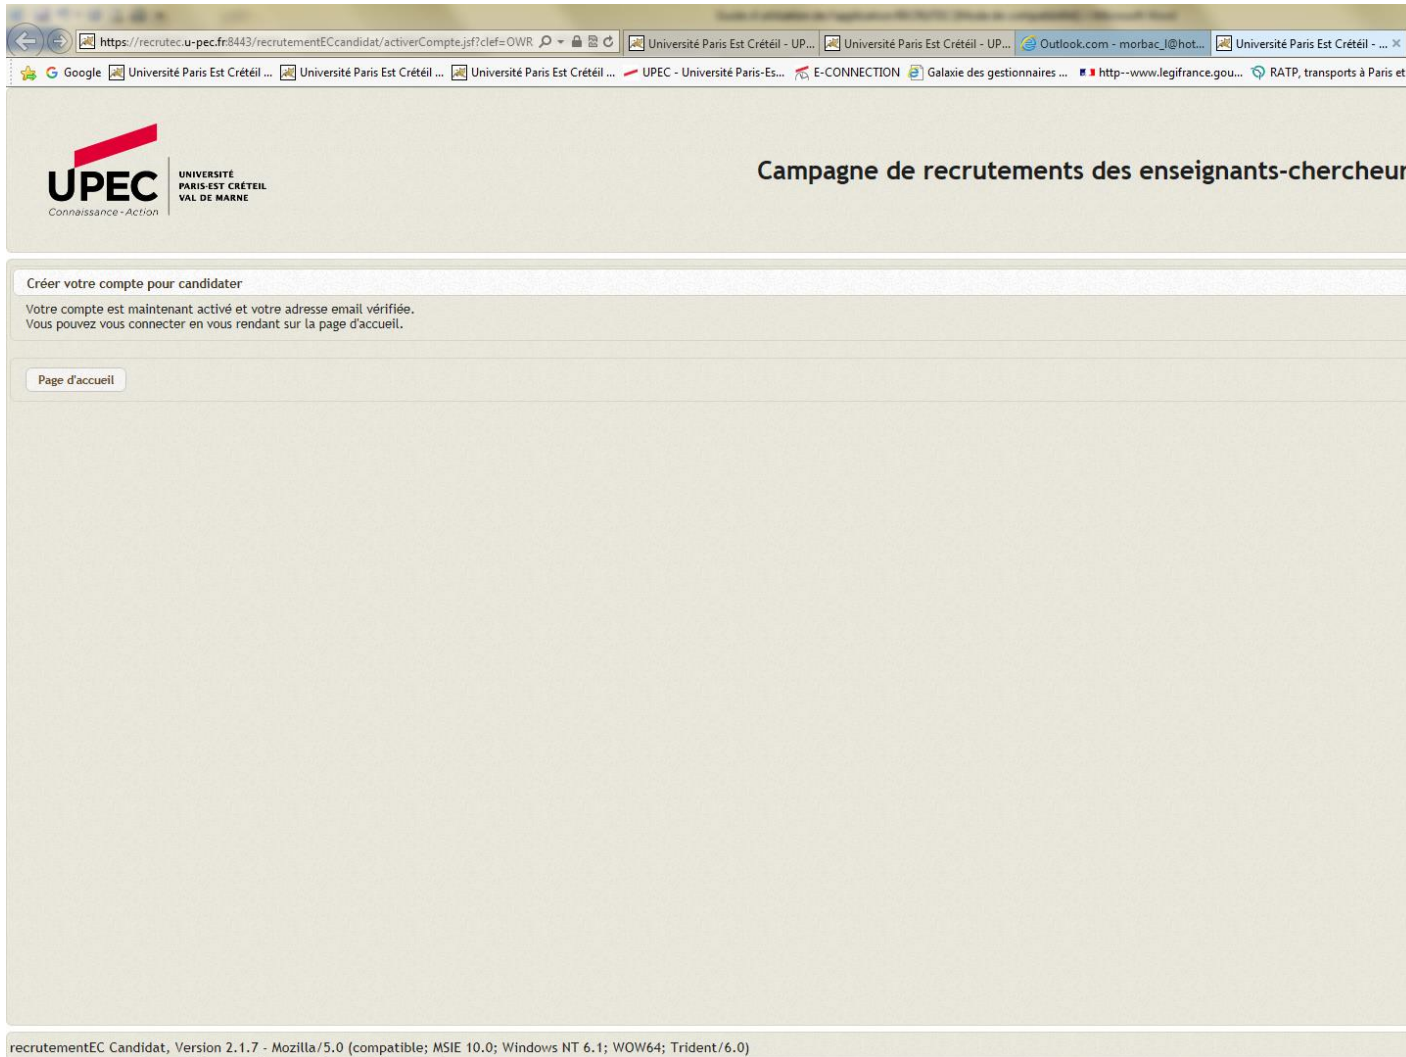 https://recrutec.u-pec.fr:8443/recrutementECcandidat/activerCompte.jsf?clef=OWR
Université Paris Est Crétéil - UP...
Université Paris Est Crétéil - UP...
Outlook.com - morbac_l@hot...
Université Paris Est Crétéil - ...
Google
Université Paris Est Crétéil ...
Université Paris Est Crétéil ...
Université Paris Est Crétéil ...
UPEC - Université Paris-Es...
E-CONNECTION
Galaxie des gestionnaires ...
http--www.legifrance.gou...
RATP, transports à Paris et
UPEC
Connaissance - Action
UNIVERSITÉ
PARIS-EST CRÉTEIL
VAL DE MARNE
Campagne de recrutements des enseignants-chercheur
Créer votre compte pour candidater
Votre compte est maintenant activé et votre adresse email vérifiée.
Vous pouvez vous connecter en vous rendant sur la page d'accueil.
Page d'accueil
recrutementEC Candidat, Version 2.1.7 - Mozilla/5.0 (compatible; MSIE 10.0; Windows NT 6.1; WOW64; Trident/6.0)